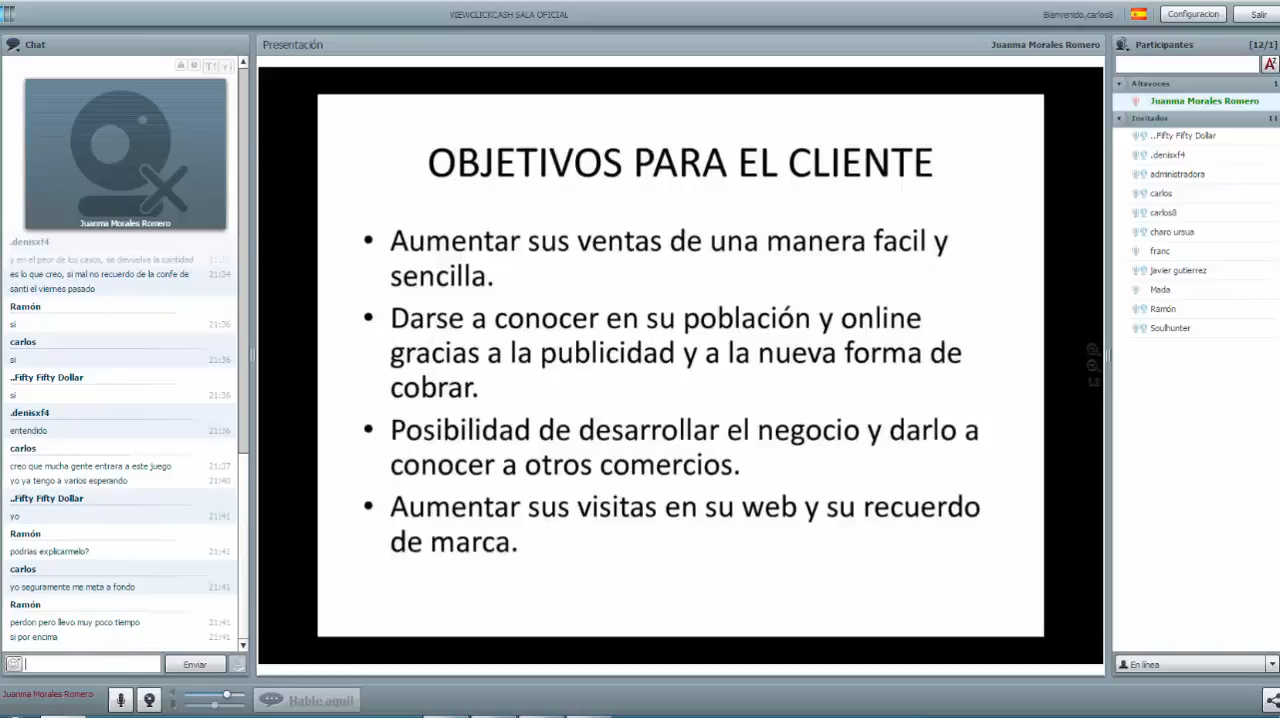 VIEWCLICKCASH SALA OFICIAL
Bienvenido,carlos8
Configuracion
Salir
Chat
Juanma Morales Romero
.denisxf4
y en el peor de los casos, se devuelve la cantidad
es lo que creo, si mal no recuerdo de la confe de 21:34
santi el viernes pasado
Ramón
si 21:36
carlos
si 21:36
..Fifty Fifty Dollar
si 21:36
.denisxf4
entendido 21:36
carlos
creo que mucha gente entrara a este juego 21:37
yo ya tengo a varios esperando 21:40
..Fifty Fifty Dollar
yo 21:41
Ramón
podrias explicarmelo? 21:41
carlos
yo seguramente me meta a fondo 21:41
Ramón
perdon pero llevo muy poco tiempo 21:41
si por encima 21:41
Enviar
Juanma Morales Romero
Hable aquí!
Presentación
Juanma Morales Romero
OBJETIVOS PARA EL CLIENTE
• Aumentar sus ventas de una manera facil y
sencilla.
• Darse a conocer en su población y online
gracias a la publicidad y a la nueva forma de
cobrar.
• Posibilidad de desarrollar el negocio y darlo a
conocer a otros comercios.
• Aumentar sus visitas en su web y su recuerdo
de marca.
Participantes [12/1]
Altavoces 1
Juanma Morales Romero
Invitados 11
..Fifty Fifty Dollar
.denisxf4
administradora
carlos
carlos8
charo ursua
franc
javier gutierrez
Mada
Ramón
Soulhunter
En línea